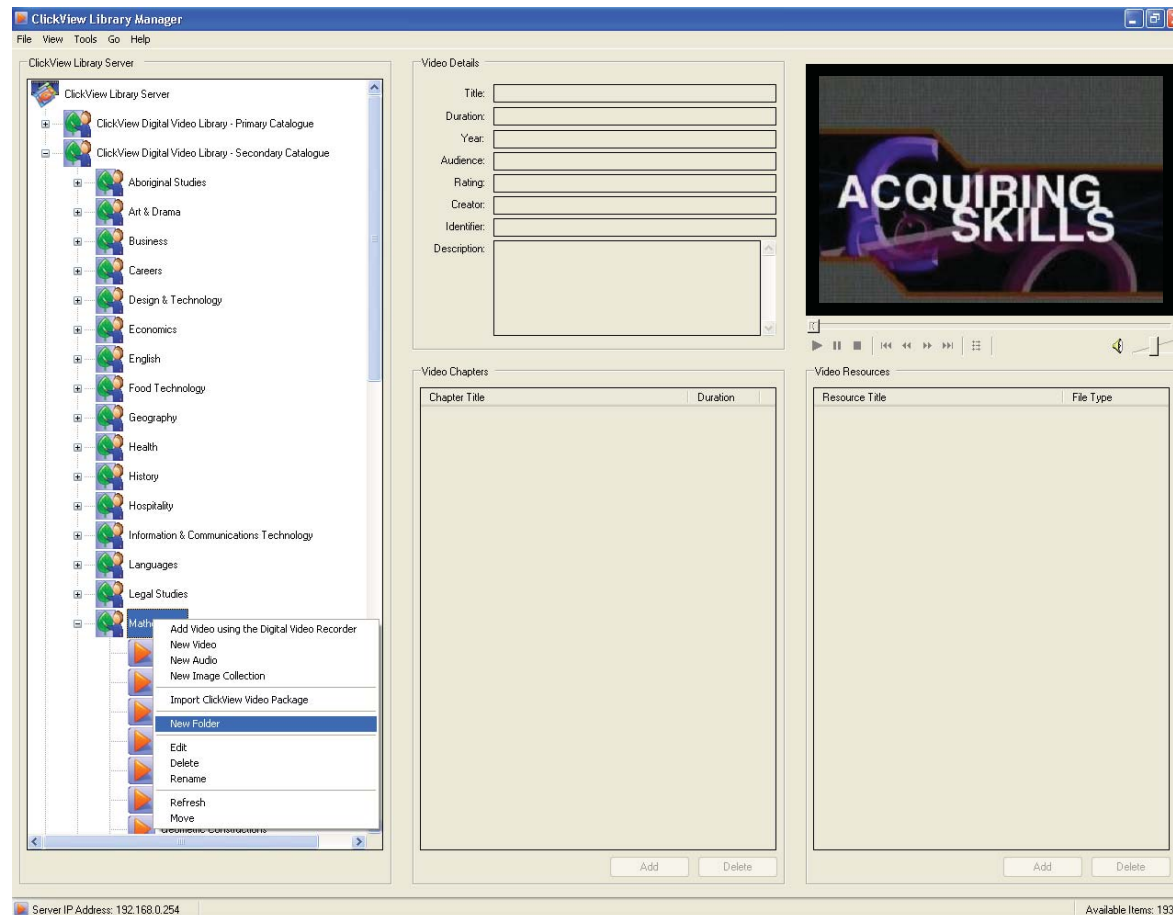 ClickView Library Manager
File View Tools Go Help
ClickView Library Server
ClickView Library Server
ClickView Digital Video Library - Primary Catalogue
ClickView Digital Video Library - Secondary Catalogue
Aboriginal Studies
Art & Drama
Business
Careers
Design & Technology
Economics
English
Food Technology
Geography
Health
History
Hospitality
Information & Communications Technology
Languages
Legal Studies
Add Video using the Digital Video Recorder
New Video
New Audio
New Image Collection
Import ClickView Video Package
New Folder
Edit
Delete
Rename
Refresh
Move
Geometric Constructions
Video Details
Title:
Duration:
Year:
Audience:
Rating:
Creator:
Identifier:
Description:
ACQUIRING
SKILLS
Video Chapters
Chapter Title Duration
Add Delete
Video Resources
Resource Title File Type
Add Delete
Server IP Address: 192.168.0.254
Available Items: 193